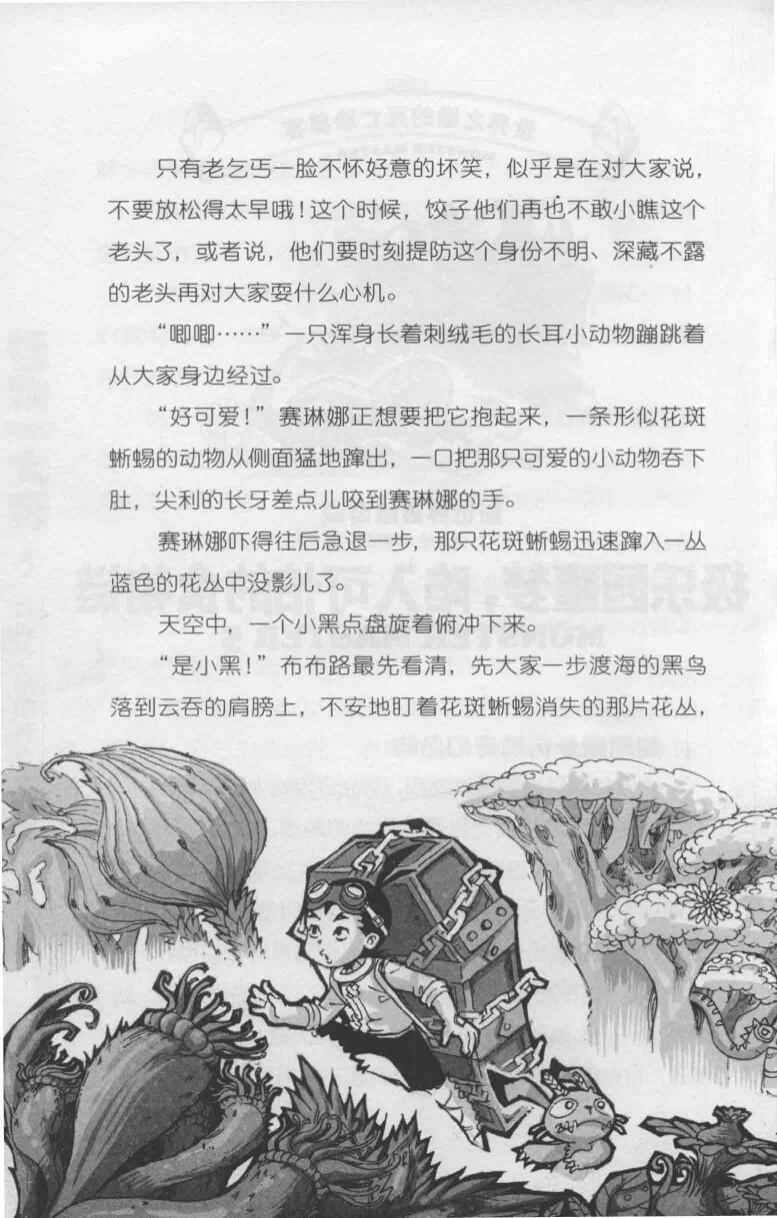 只有老乞丐一脸不怀好意的坏笑，似乎是在对大家说，
不要放松得太早哦！这个时候，饺子他们再也不敢小瞧这个
老头了，或者说，他们要时刻提防这个身份不明、深藏不露
的老头再对大家耍什么心机。
“唧唧……”一只浑身长着刺绒毛的长耳小动物蹦跳着
从大家身边经过。
“好可爱！”赛琳娜正想要把它抱起来，一条形似花斑
蜥蜴的动物从侧面猛地蹿出，一口把那只可爱的小动物吞下
肚，尖利的长牙差点儿咬到赛琳娜的手。
赛琳娜吓得往后急退一步，那只花斑蜥蜴迅速蹿入一丛
蓝色的花丛中没影儿了。
天空中，一个小黑点盘旋着俯冲下来。
“是小黑！”布布路最先看清，先大家一步渡海的黑鸟
落到云吞的肩膀上，不安地盯着花斑蜥蜴消失的那片花丛，